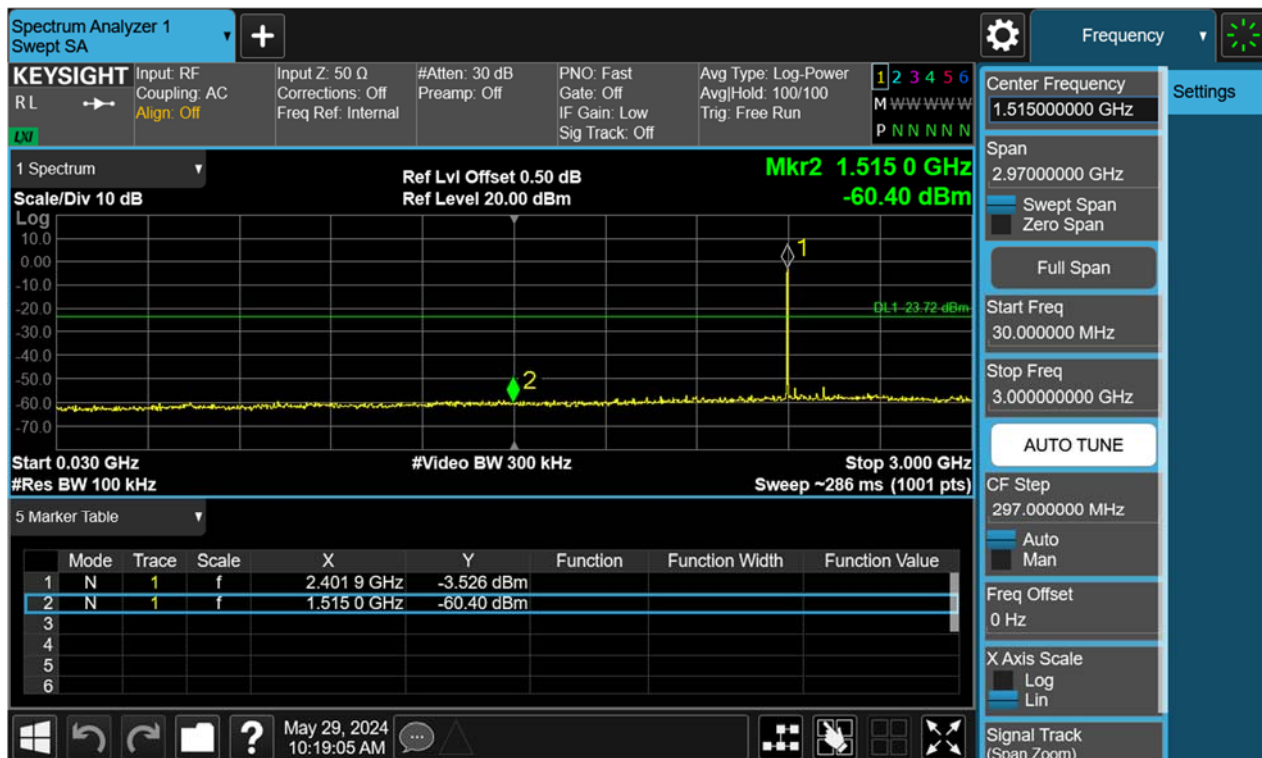 Spectrum Analyzer 1
Swept SA
Frequency
KEYSIGHT
R L
LXI
Input: RF
Coupling: AC
Align: Off
Input Z: 50 Ω
Corrections: Off
Freq Ref: Internal
#Atten: 30 dB
Preamp: Off
PNO: Fast
Gate: Off
IF Gain: Low
Sig Track: Off
Avg Type: Log-Power
Avg|Hold: 100/100
Trig: Free Run
1 2 3 4 5 6
M W W W W W
P N N N N N
1 Spectrum
Scale/Div 10 dB
Ref Lvl Offset 0.50 dB
Ref Level 20.00 dBm
Mkr2 1.515 0 GHz
-60.40 dBm
Log
10.0
0.00
-10.0
-20.0
-30.0
-40.0
-50.0
-60.0
-70.0
1
2
DL1 -23.72 dBm
Start 0.030 GHz
#Video BW 300 kHz
Stop 3.000 GHz
#Res BW 100 kHz
Sweep ~286 ms (1001 pts)
5 Marker Table
Mode Trace Scale X Y Function Function Width Function Value
1 N 1 f 2.401 9 GHz -3.526 dBm
2 N 1 f 1.515 0 GHz -60.40 dBm
3
4
5
6
May 29, 2024
10:19:05 AM
Center Frequency
1.515000000 GHz
Settings
Span
2.97000000 GHz
Swept Span
Zero Span
Full Span
Start Freq
30.000000 MHz
Stop Freq
3.000000000 GHz
AUTO TUNE
CF Step
297.000000 MHz
Auto
Man
Freq Offset
0 Hz
X Axis Scale
Log
Lin
Signal Track
(Span Zoom)